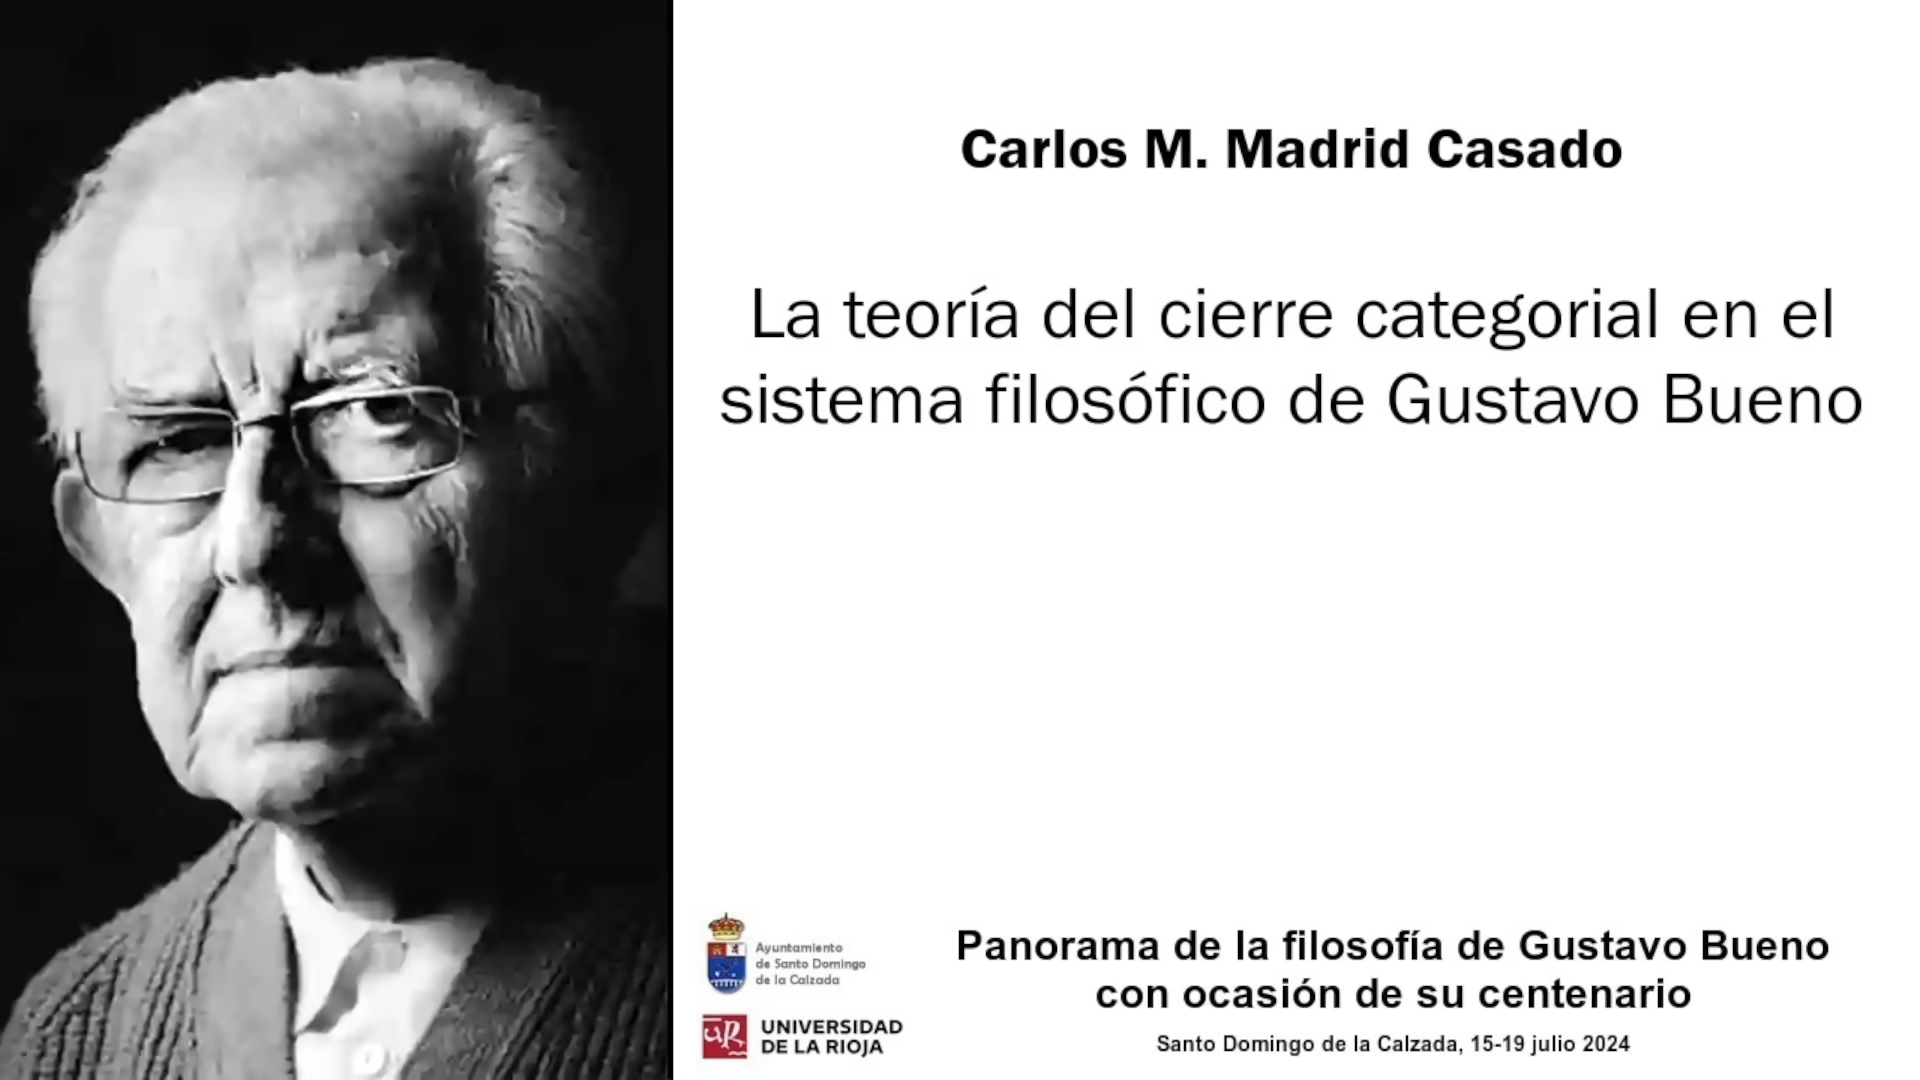 Carlos M. Madrid Casado
La teoría del cierre categorial en el
sistema filosófico de Gustavo Bueno
Ayuntamiento
de Santo Domingo
de la Calzada
UR
UNIVERSIDAD
DE LA RIOJA
Panorama de la filosofía de Gustavo Bueno
con ocasión de su centenario
Santo Domingo de la Calzada, 15-19 julio 2024